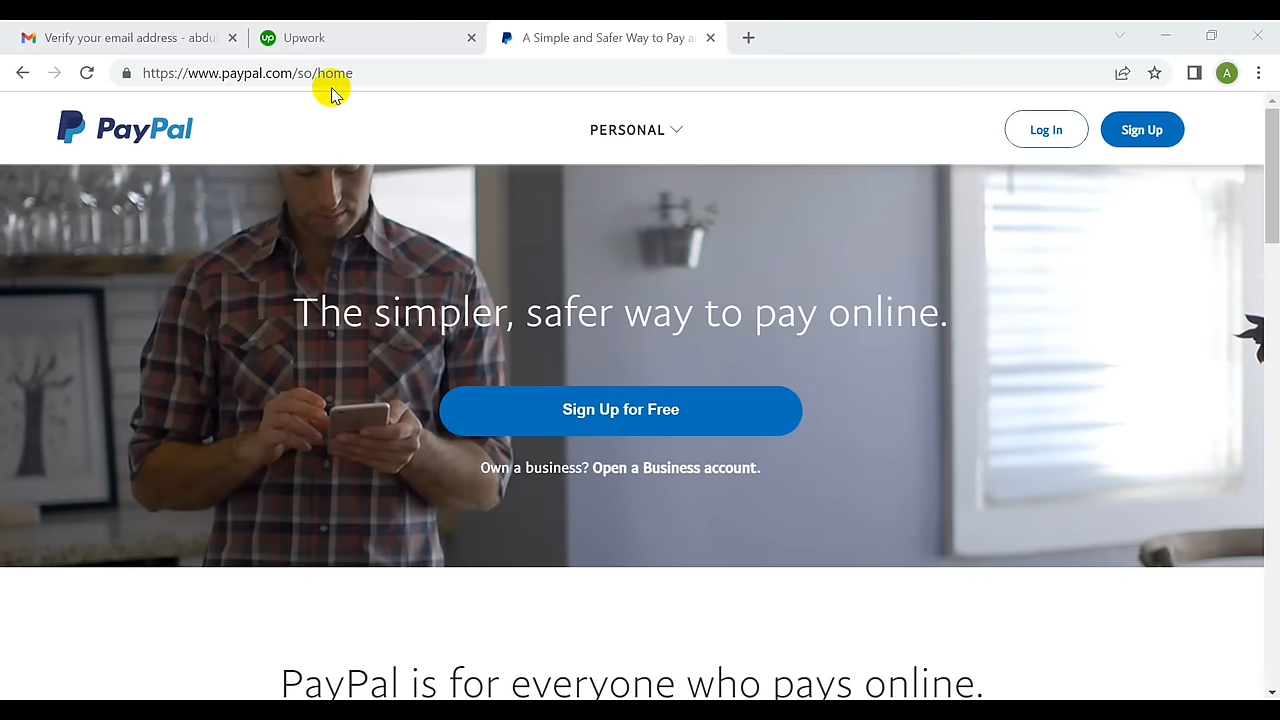 Verify your email address - abdu
Upwork
A Simple and Safer Way to Pay a
https://www.paypal.com/so/home
A
PayPal
PERSONAL
Log In
Sign Up
The simpler, safer way to pay online.
Sign Up for Free
Own a business? Open a Business account.
PayPal is for everyone who pays online.